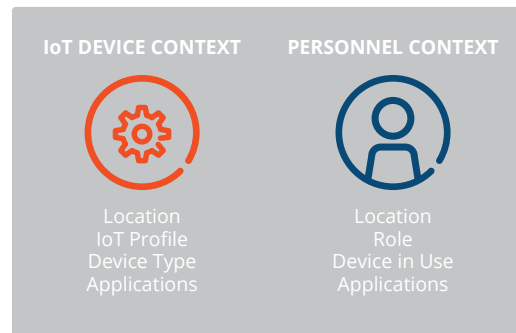 IoT DEVICE CONTEXT
PERSONNEL CONTEXT
Location
IoT Profile
Device Type
Applications
Location
Role
Device in Use
Applications